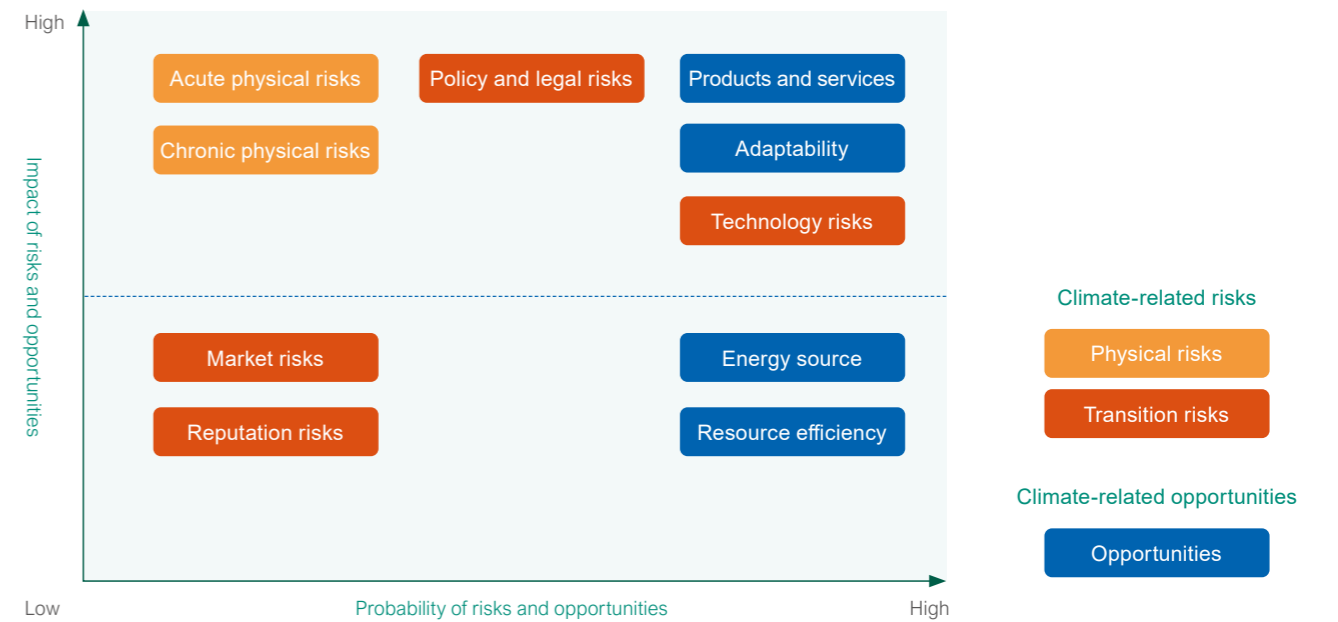 High
Acute physical risks
Policy and legal risks
Products and services
Chronic physical risks
Adaptability
Technology risks
Impact of risks and opportunities
Market risks
Energy source
Reputation risks
Resource efficiency
Low
Probability of risks and opportunities
High
Climate-related risks
Physical risks
Transition risks
Climate-related opportunities
Opportunities